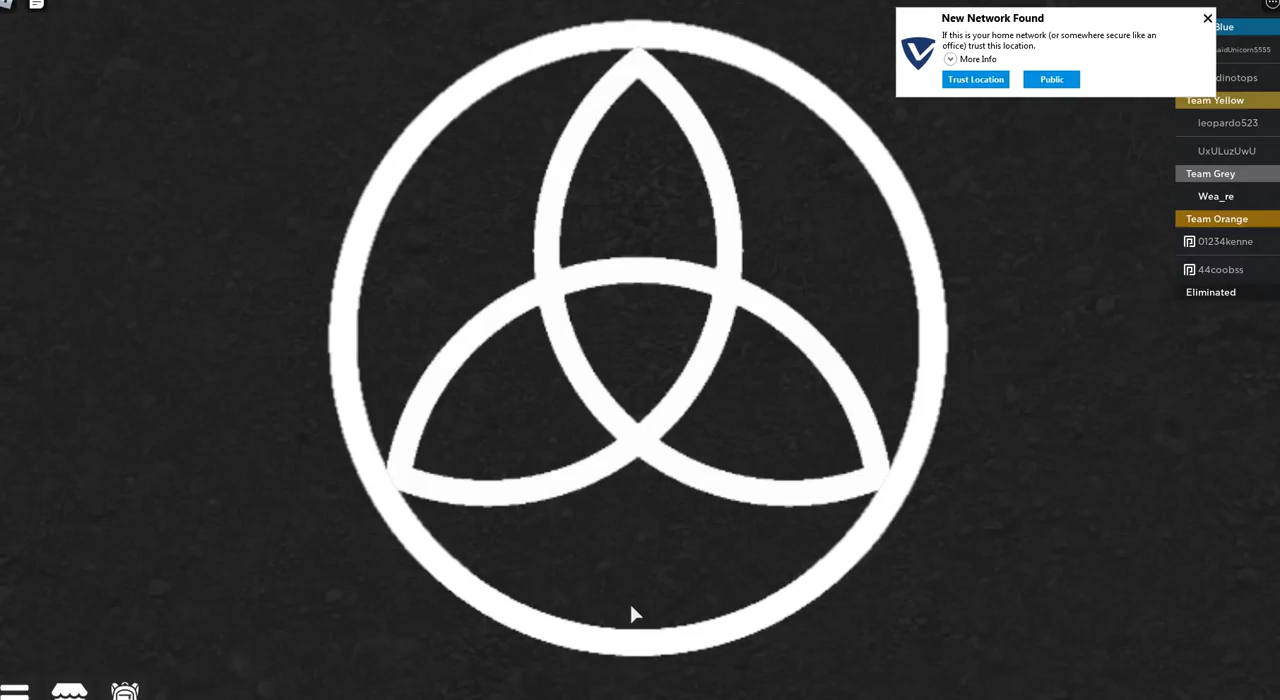 New Network Found
If this is your home network (or somewhere secure like an
office) trust this location.
More Info
Trust Location
Public
Blue
aidUnicorn5555
dinotops
Team Yellow
leopardo523
UxULuzUwU
Team Grey
Wea_re
Team Orange
01234kenne
44coobss
Eliminated